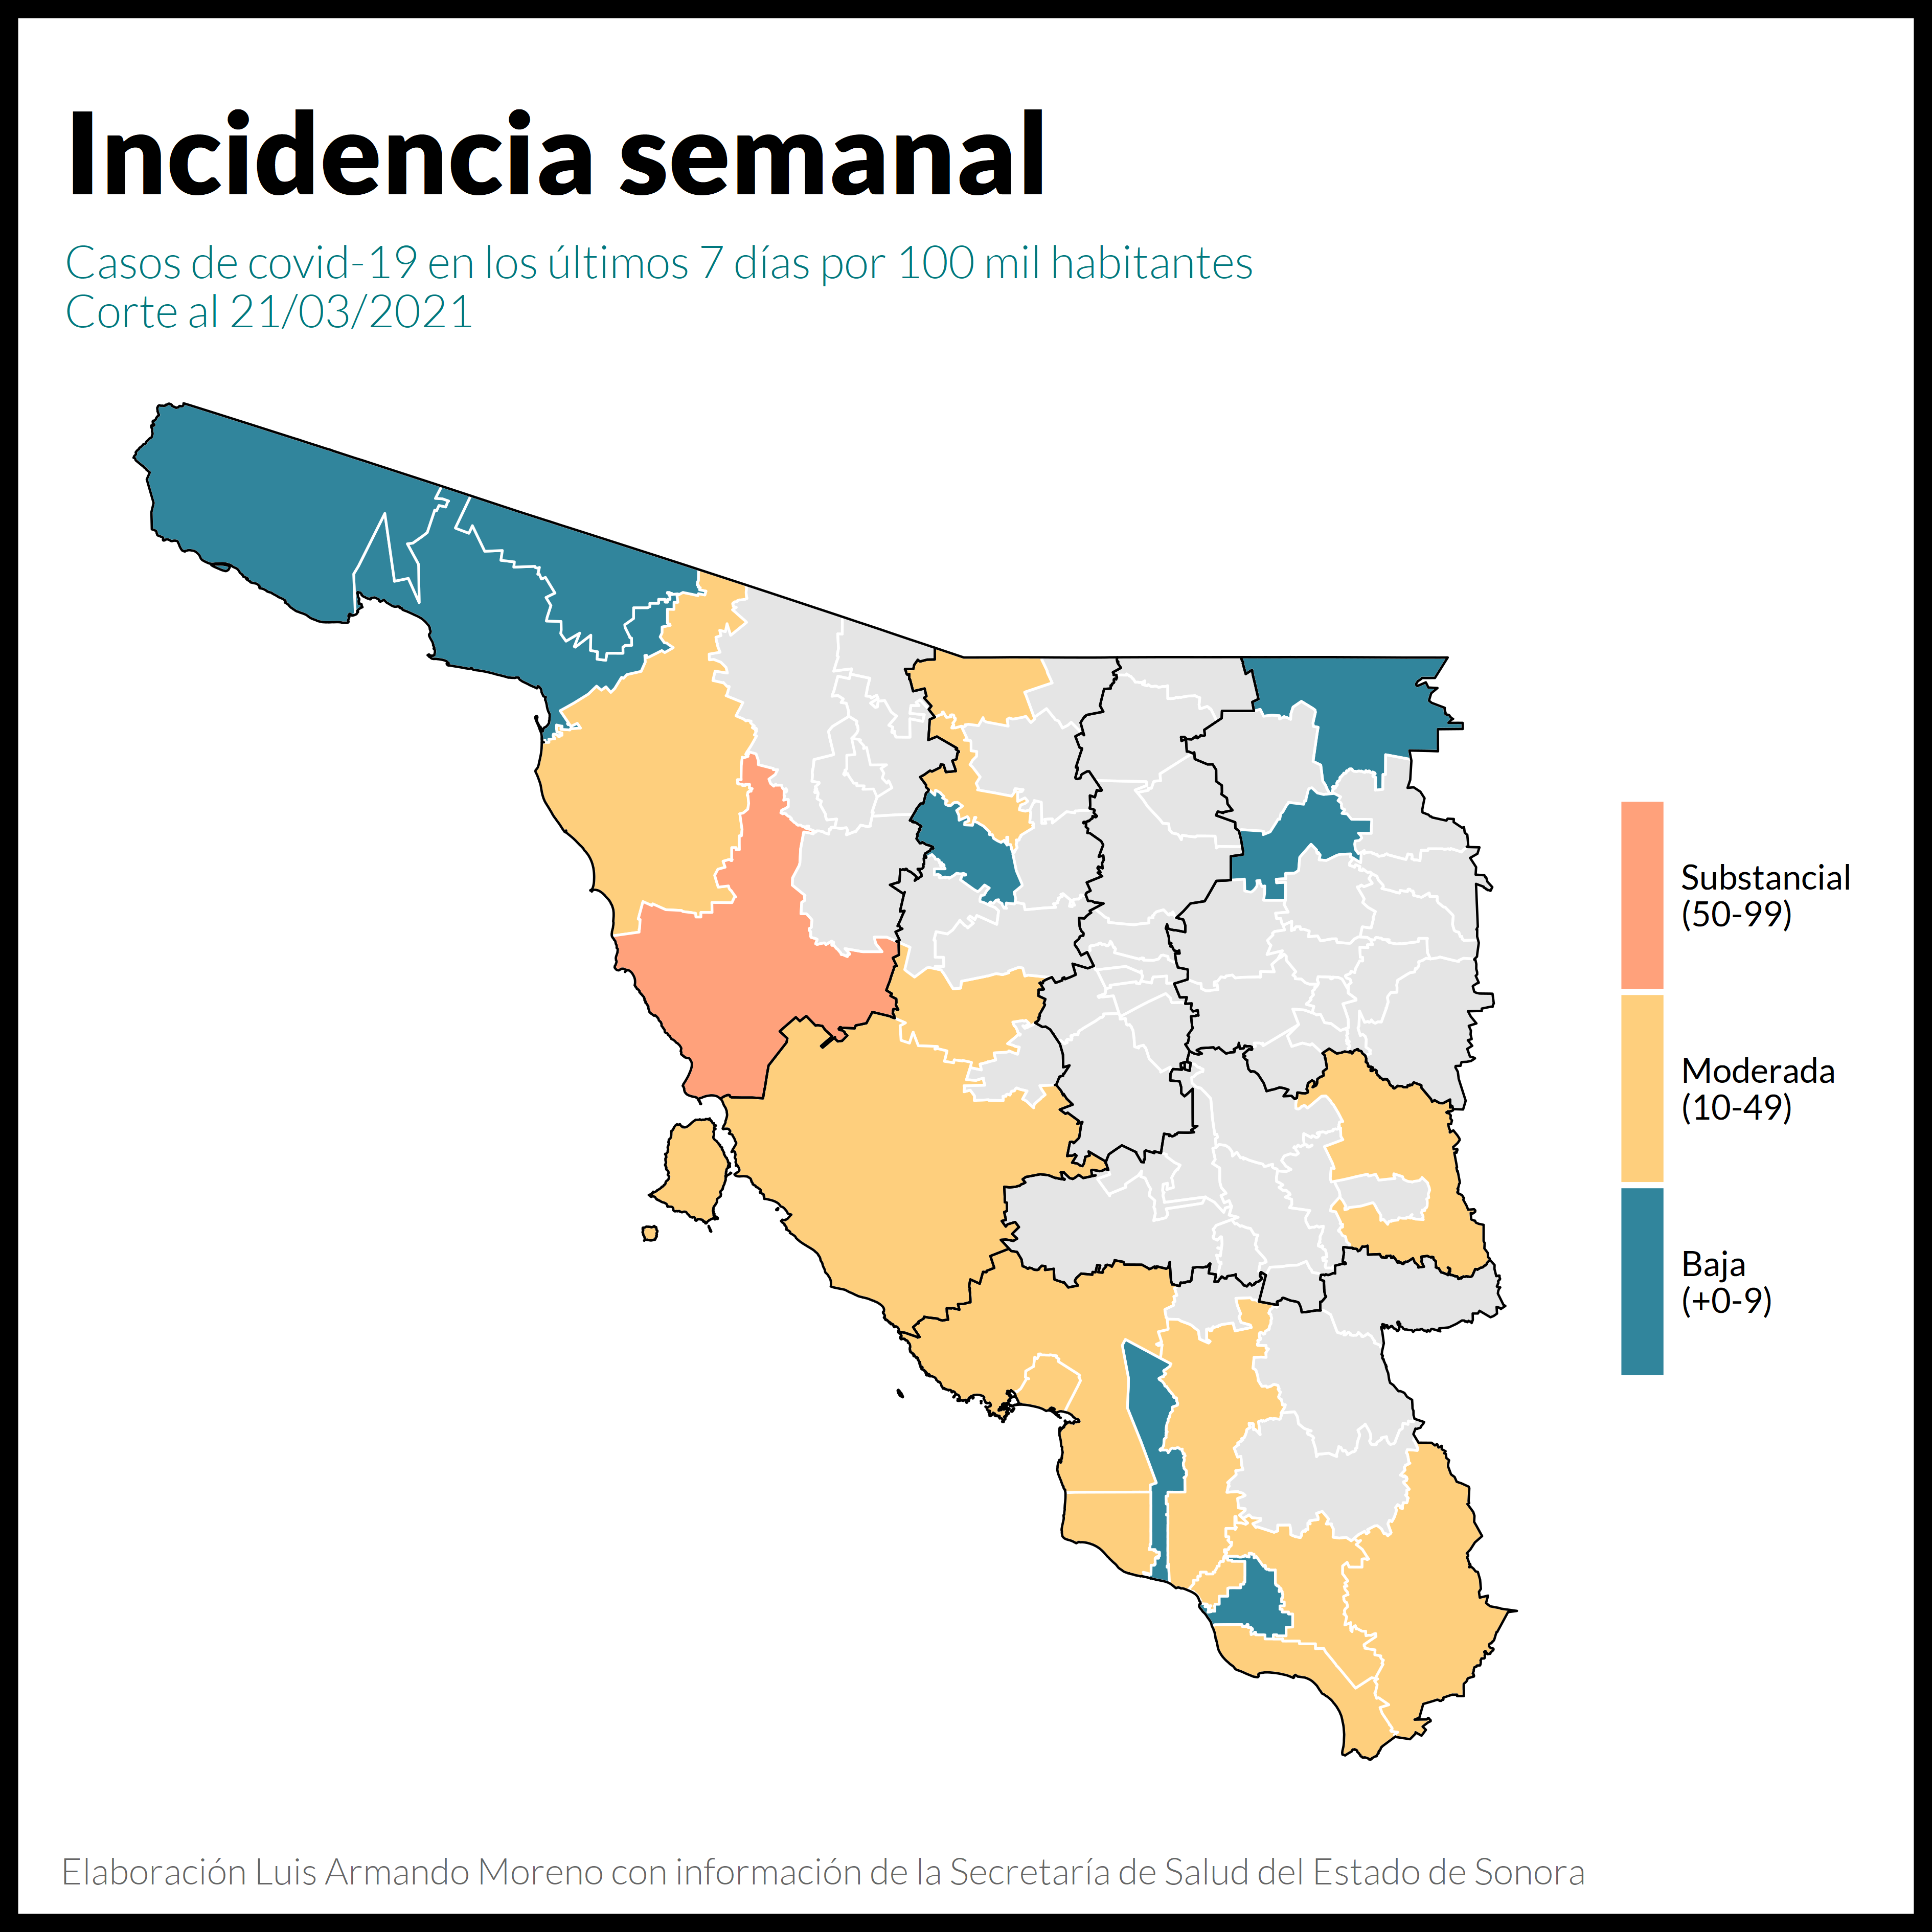 Incidencia semanal
Casos de covid-19 en los últimos 7 días por 100 mil habitantes
Corte al 21/03/2021
Substancial
(50-99)
Moderada
(10-49)
Baja
(+0-9)
Elaboración Luis Armando Moreno con información de la Secretaría de Salud del Estado de Sonora